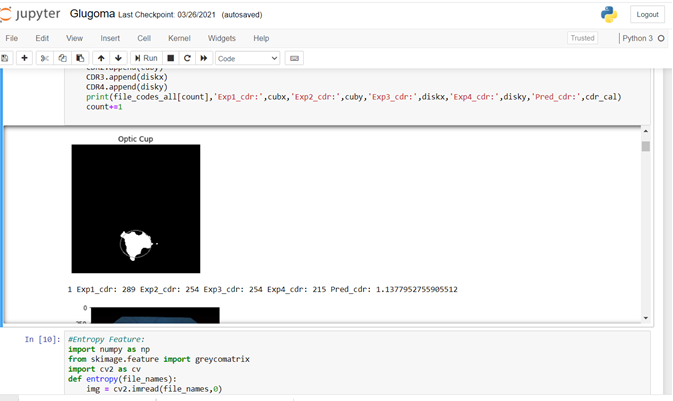 jupyter Glugoma Last Checkpoint: 03/26/2021 (autosaved)
Logout
File Edit View Insert Cell Kernel Widgets Help
Trusted Python 3
Run Code
CDR3.append(diskx)
CDR4.append(disky)
print(file_codes_all[count],'Exp1_cdr:',cubx,'Exp2_cdr:',cuby,'Exp3_cdr:',diskx,'Exp4_cdr:',disky,'Pred_cdr:',cdr_cal)
count+=1
Optic Cup
1 Exp1_cdr: 289 Exp2_cdr: 254 Exp3_cdr: 254 Exp4_cdr: 215 Pred_cdr: 1.1377952755905512
0
In [10]: #Entropy Feature:
import numpy as np
from skimage.feature import greycomatrix
import cv2 as cv
def entropy(file_names):
img = cv2.imread(file_names,0)